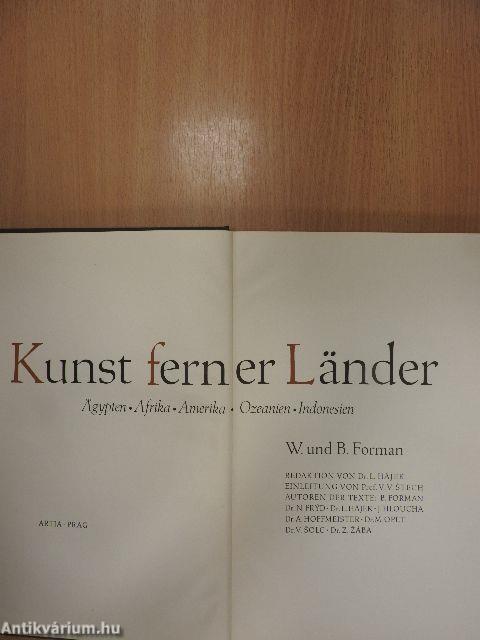 Kunst ferner Länder
Ägypten • Afrika • Amerika • Ozeanien • Indonesien
W. und B. Forman
REDAKTION VON Dr. L. HÁJEK
EINLEITUNG VON Prof. V. V. ŠTECH
AUTOREN DER TEXTE: B. FORMAN
Dr. N. FRÝD • Dr. L. HÁJEK • J. HLOUCHA
Dr. A. HOFFMEISTER • Dr. M. OPLT
Dr. V. ŠOLC • Dr. Z. ŽÁBA
ARTIA • PRAG
Antikvárium.hu